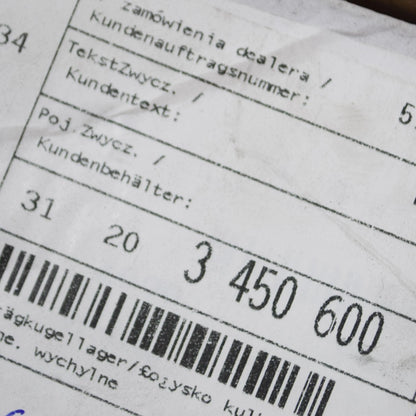 zamówienia dealera /
Kundenauftragsnummer:
34
5
TekstZwycz. /
Kundentext:
Poj.Zwycz. /
Kundenbehälter:
31 20 3 450 600
rägkugellager/Łożysko kul
ne. wychylne